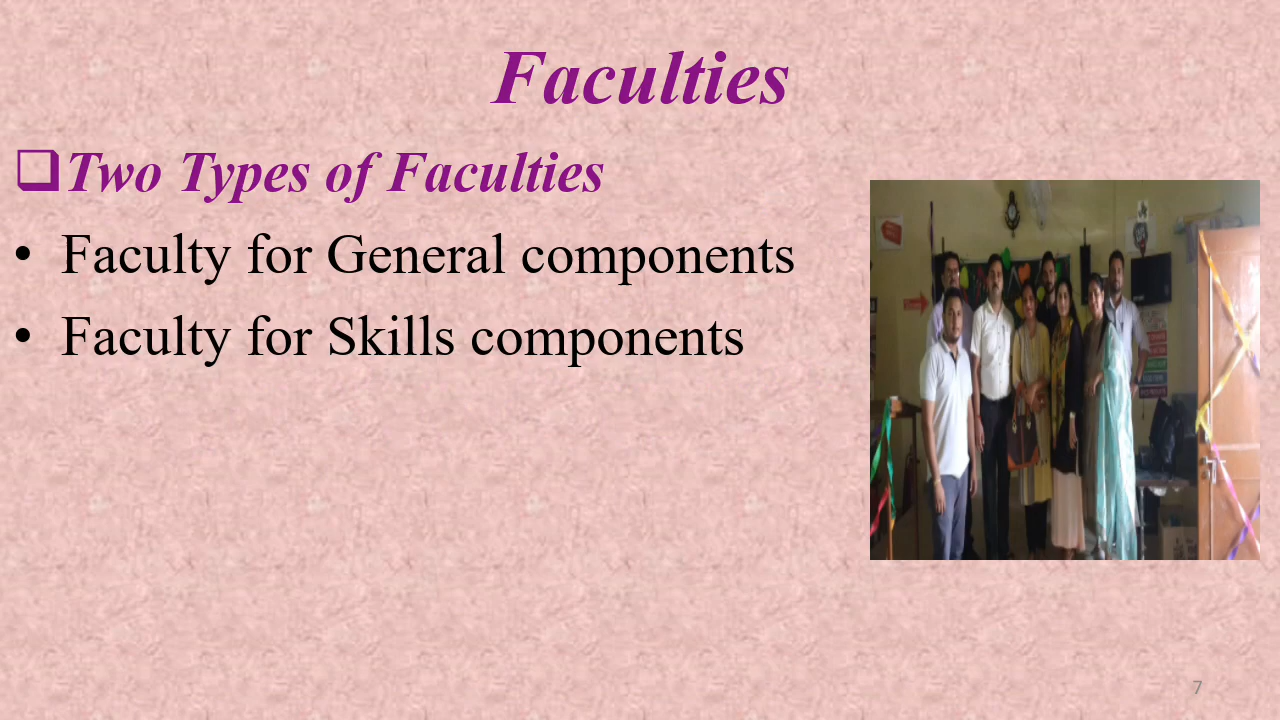 Faculties
❑Two Types of Faculties
• Faculty for General components
• Faculty for Skills components
7